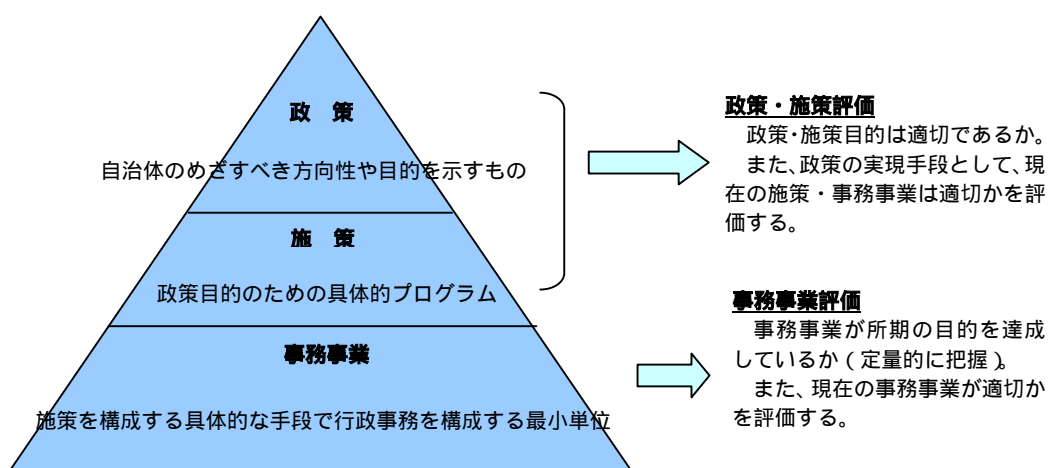 政　策
自治体のめざすべき方向性や目的を示すもの
施　策
政策目的のための具体的プログラム
事務事業
施策を構成する具体的な手段で行政事務を構成する最小単位
政策・施策評価
　政策･施策目的は適切であるか。
　また、政策の実現手段として、現
在の施策・事務事業は適切かを評
価する。
事務事業評価
　事務事業が所期の目的を達成
しているか（定量的に把握）。
　また、現在の事務事業が適切か
を評価する。